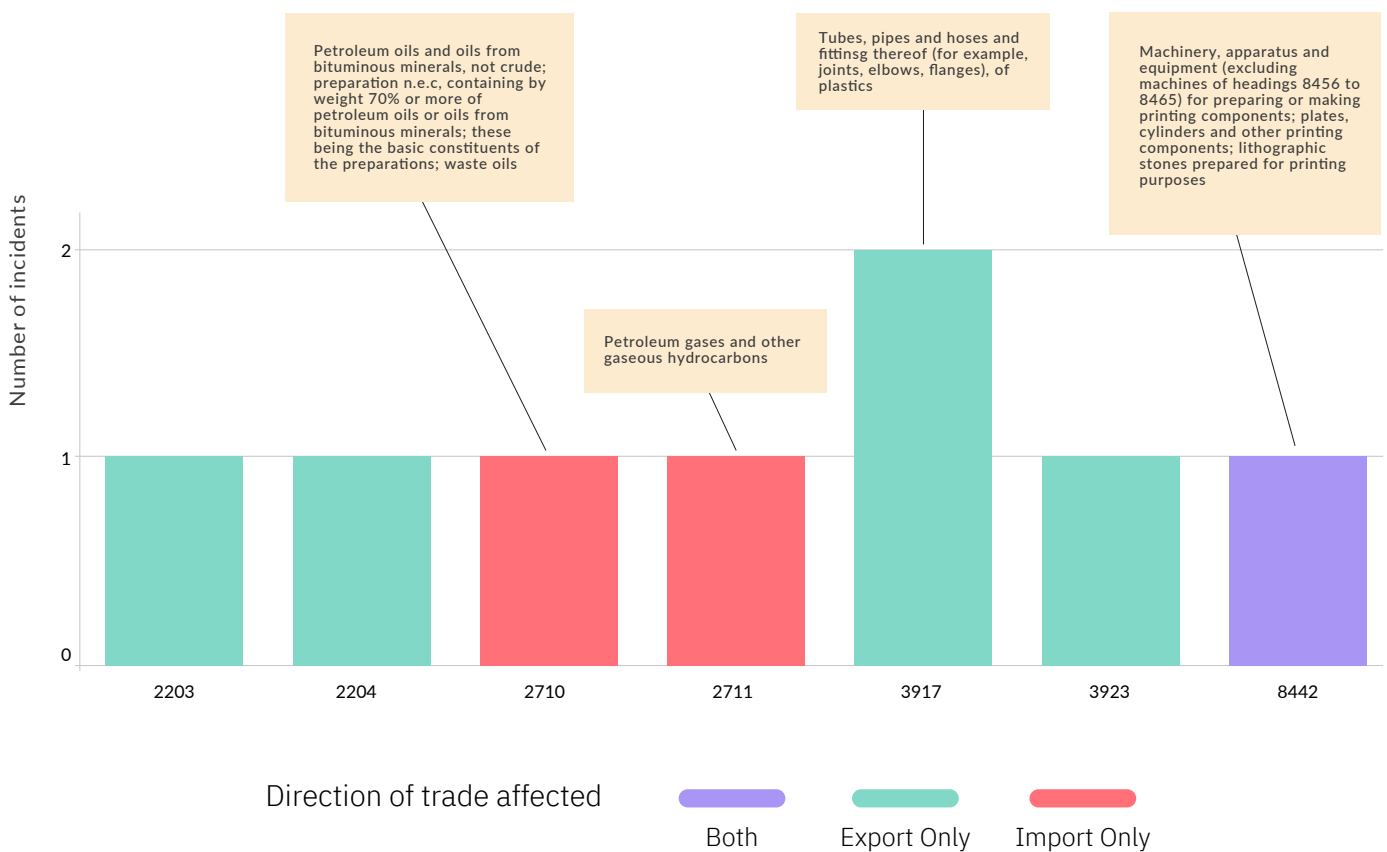 Petroleum oils and oils from
bituminous minerals, not crude;
preparation n.e.c, containing by
weight 70% or more of
petroleum oils or oils from
bituminous minerals; these
being the basic constituents of
the preparations; waste oils
Tubes, pipes and hoses and
fittinsg thereof (for example,
joints, elbows, flanges), of
plastics
Machinery, apparatus and
equipment (excluding
machines of headings 8456 to
8465) for preparing or making
printing components; plates,
cylinders and other printing
components; lithographic
stones prepared for printing
purposes
Petroleum gases and other
gaseous hydrocarbons
Number of incidents
2
1
0
2203 2204 2710 2711 3917 3923 8442
Direction of trade affected
Both Export Only Import Only